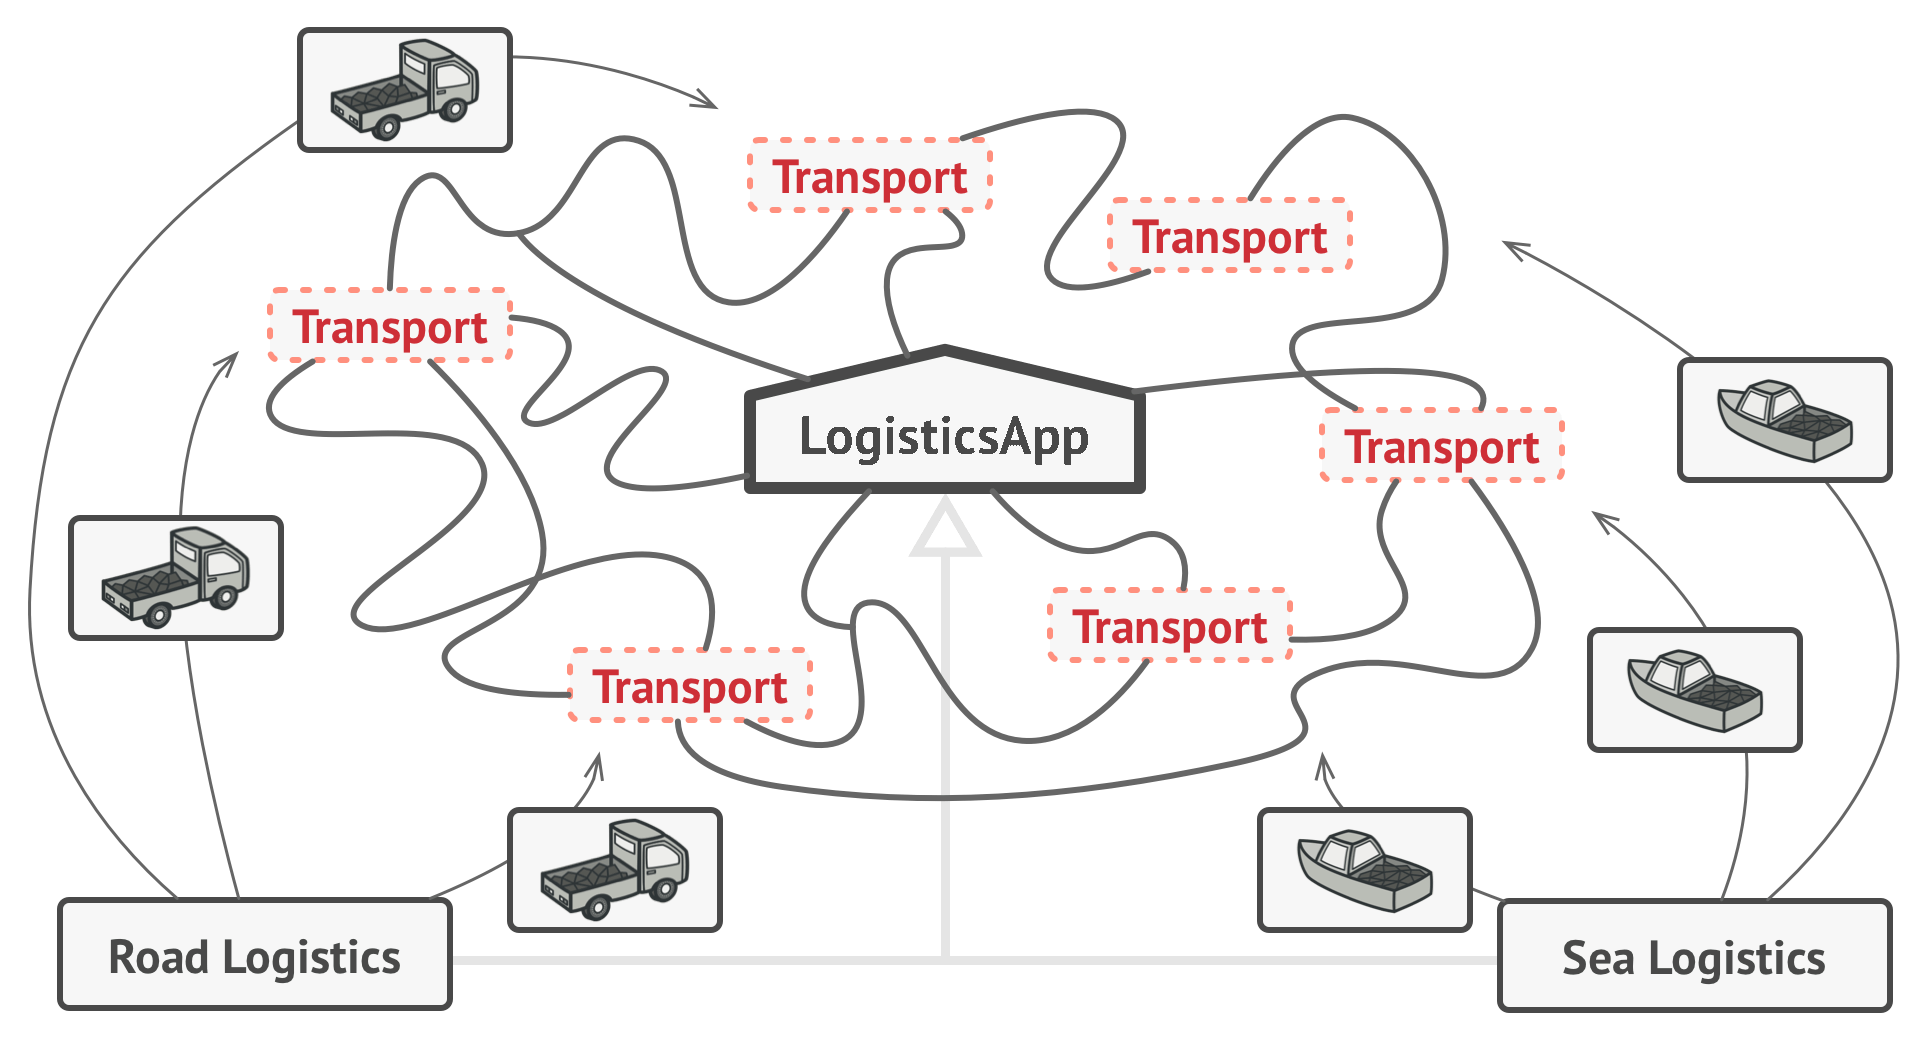 Transport
Transport
Transport
LogisticsApp
Transport
Transport
Transport
Road Logistics
Sea Logistics